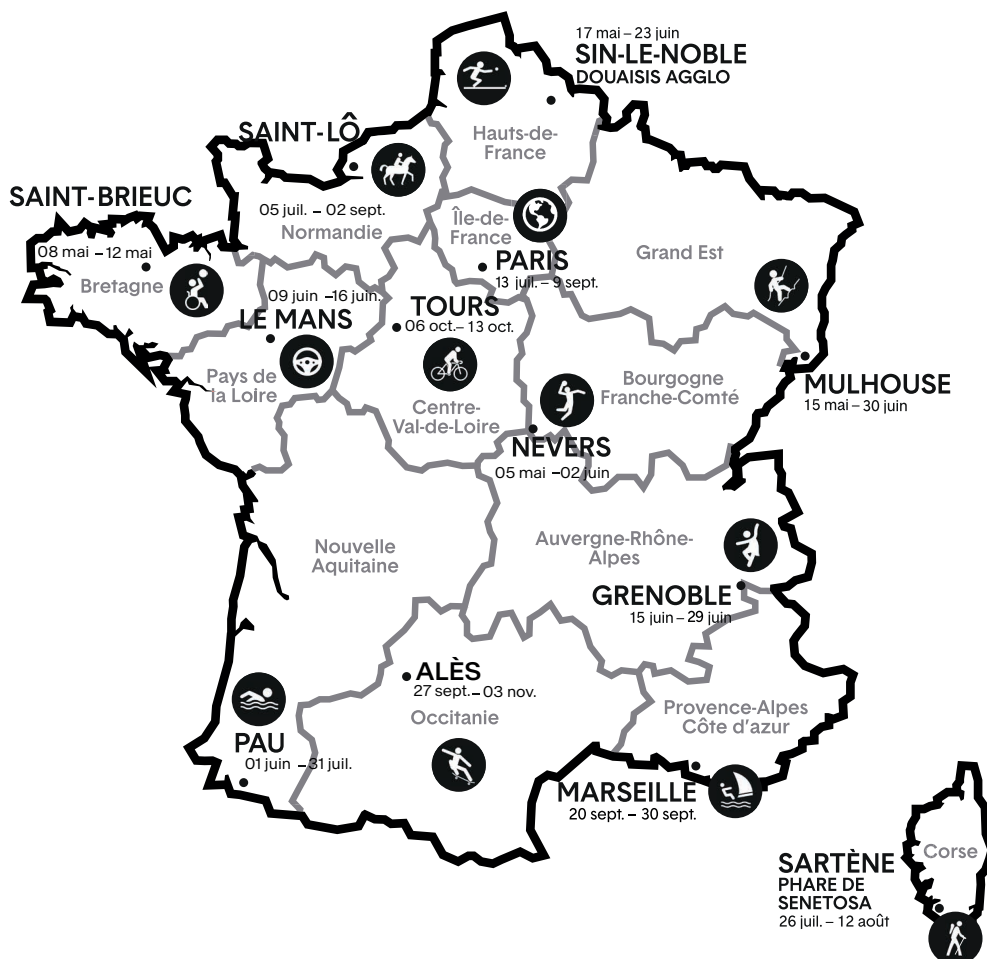 17 mai – 23 juin
SIN-LE-NOBLE
DOUAISIS AGGLO
Hauts-de-
France
SAINT-LÔ
05 juil. – 02 sept.
Normandie
SAINT-BRIEUC
08 mai – 12 mai
Bretagne
Île-de-
France
PARIS
13 juil. – 9 sept.
Grand Est
09 juin – 16 juin.
LE MANS
Pays de
la Loire
TOURS
06 oct. – 13 oct.
Centre-
Val-de-Loire
Bourgogne
Franche-Comté
NEVERS
05 mai – 02 juin
MULHOUSE
15 mai – 30 juin
Nouvelle
Aquitaine
Auvergne-Rhône-
Alpes
GRENOBLE
15 juin – 29 juin
ALÈS
27 sept. – 03 nov.
Occitanie
PAU
01 juin – 31 juil.
Provence-Alpes
Côte d'azur
MARSEILLE
20 sept. – 30 sept.
Corse
SARTÈNE
PHARE DE
SENETOSA
26 juil. – 12 août